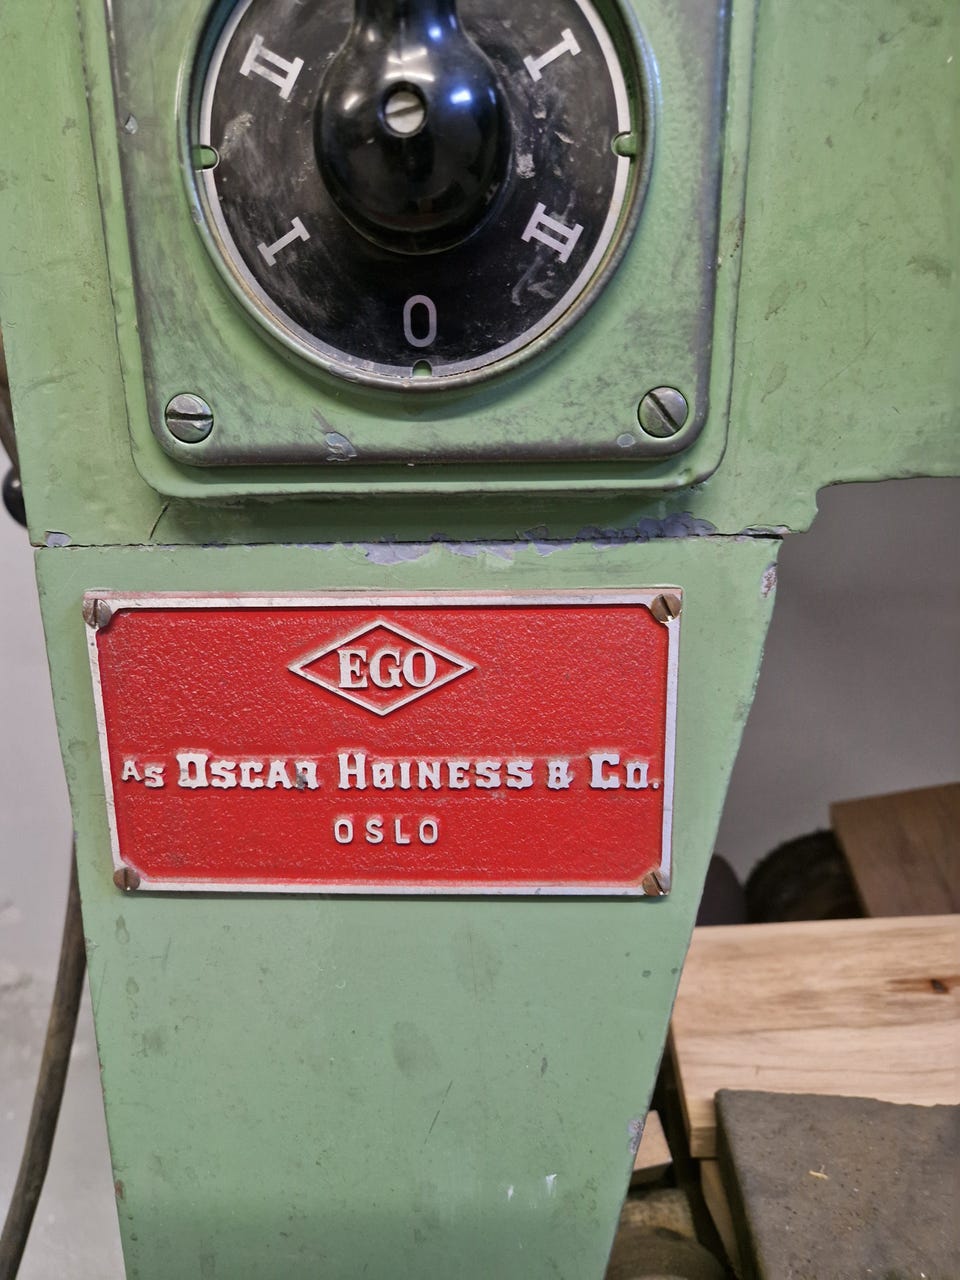 II I
I II
0
EGO
As OSCAR HØINESS & CO.
OSLO